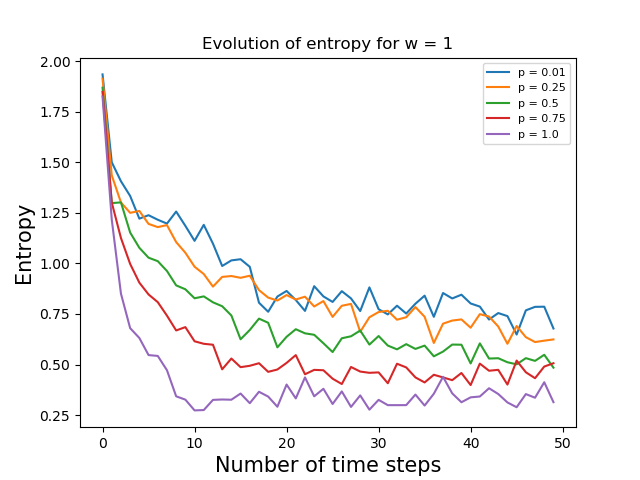 Evolution of entropy for w = 1
2.00
1.75
1.50
1.25
1.00
0.75
0.50
0.25
Entropy
p = 0.01
p = 0.25
p = 0.5
p = 0.75
p = 1.0
0 10 20 30 40 50
Number of time steps